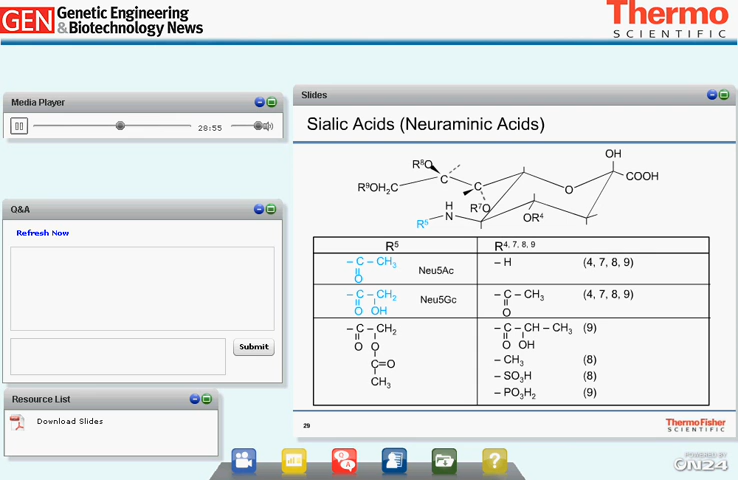 GEN Genetic Engineering
& Biotechnology News
Thermo
SCIENTIFIC
Media Player
28:55
Q&A
Refresh Now
Submit
Resource List
Download Slides
Slides
Sialic Acids (Neuraminic Acids)
OH
R⁸O
COOH
C
R⁹OH₂C
C
O
H
N
R⁷O
OR⁴
R⁵
R⁵
R⁴, ⁷, ⁸, ⁹
– C – CH₃
O
Neu5Ac
– H (4, 7, 8, 9)
– C – CH₂
O OH
Neu5Gc
– C – CH₃ (4, 7, 8, 9)
O
– C – CH₂
O O
C=O
CH₃
– C – CH – CH₃ (9)
O OH
– CH₃ (8)
– SO₃H (8)
– PO₃H₂ (9)
29
ThermoFisher
SCIENTIFIC
Q
A
?
POWERED BY
ON24